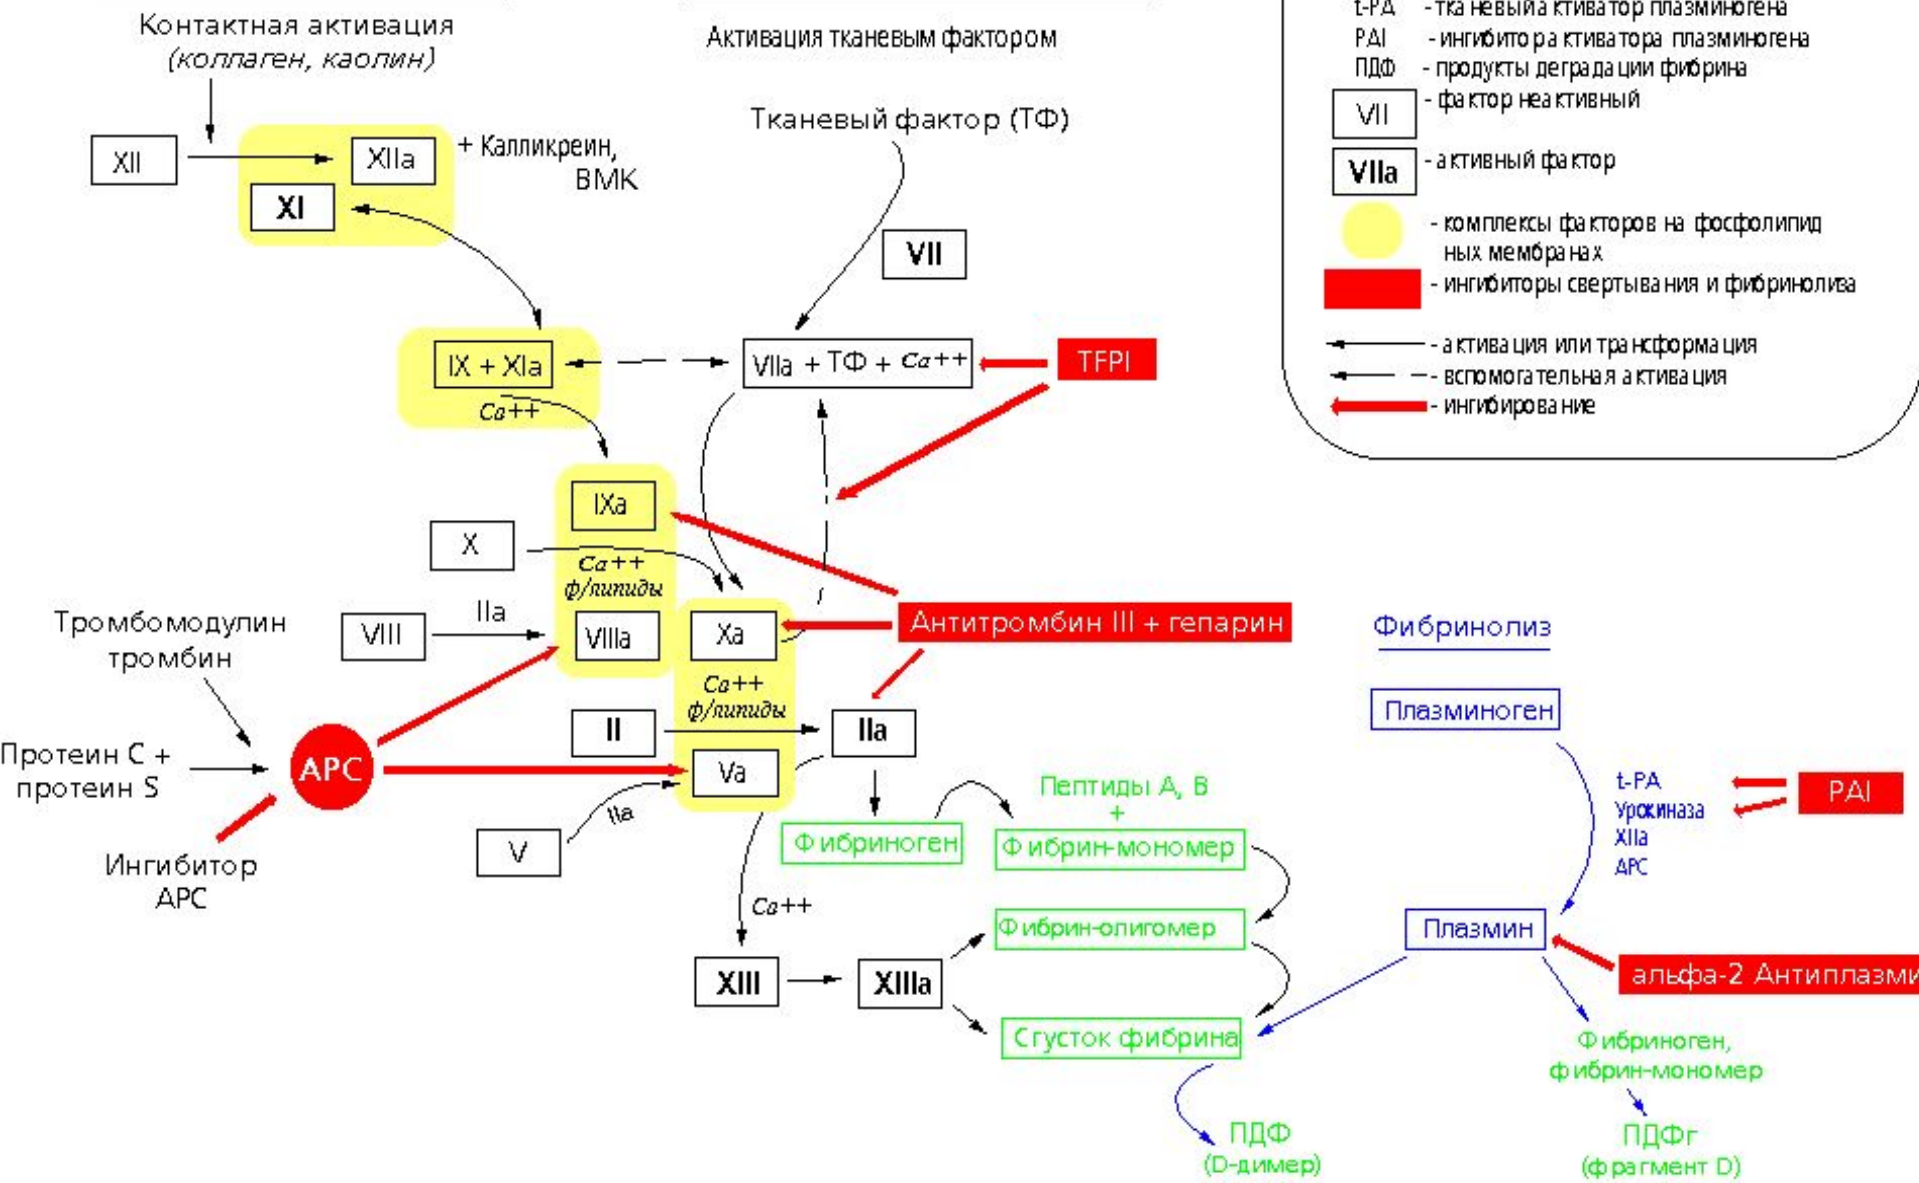 Контактная активация
(коллаген, каолин)
Активация тканевым фактором
Тканевый фактор (ТФ)
XII
XIIa
+ Калликреин,
ВМК
XI
VII
IX + XIa
Ca++
VIIa + ТФ + Ca++
TFPI
IXa
X
Ca++
ф/липиды
VIII
IIa
VIIIa
Xa
Антитромбин III + гепарин
Тромбомодулин
тромбин
Ca++
ф/липиды
II
IIa
Va
Протеин С +
протеин S
APC
IIa
V
Ингибитор
APC
Фибриноген
Пептиды А, В
+
Фибрин-мономер
Ca++
Фибрин-олигомер
XIII
XIIIa
Сгусток фибрина
ПДФ
(D-димер)
Фибринолиз
Плазминоген
t-PA
Урокиназа
XIIa
APC
PAI
Плазмин
альфа-2 Антиплазми
Фибриноген,
фибрин-мономер
ПДФг
(фрагмент D)
t-PA - тканевый активатор плазминогена
PAI - ингибитор активатора плазминогена
ПДФ - продукты деградации фибрина
VII - фактор неактивный
VIIa - активный фактор
- комплексы факторов на фосфолипид
ных мембранах
- ингибиторы свертывания и фибринолиза
- активация или трансформация
- вспомогательная активация
- ингибирование